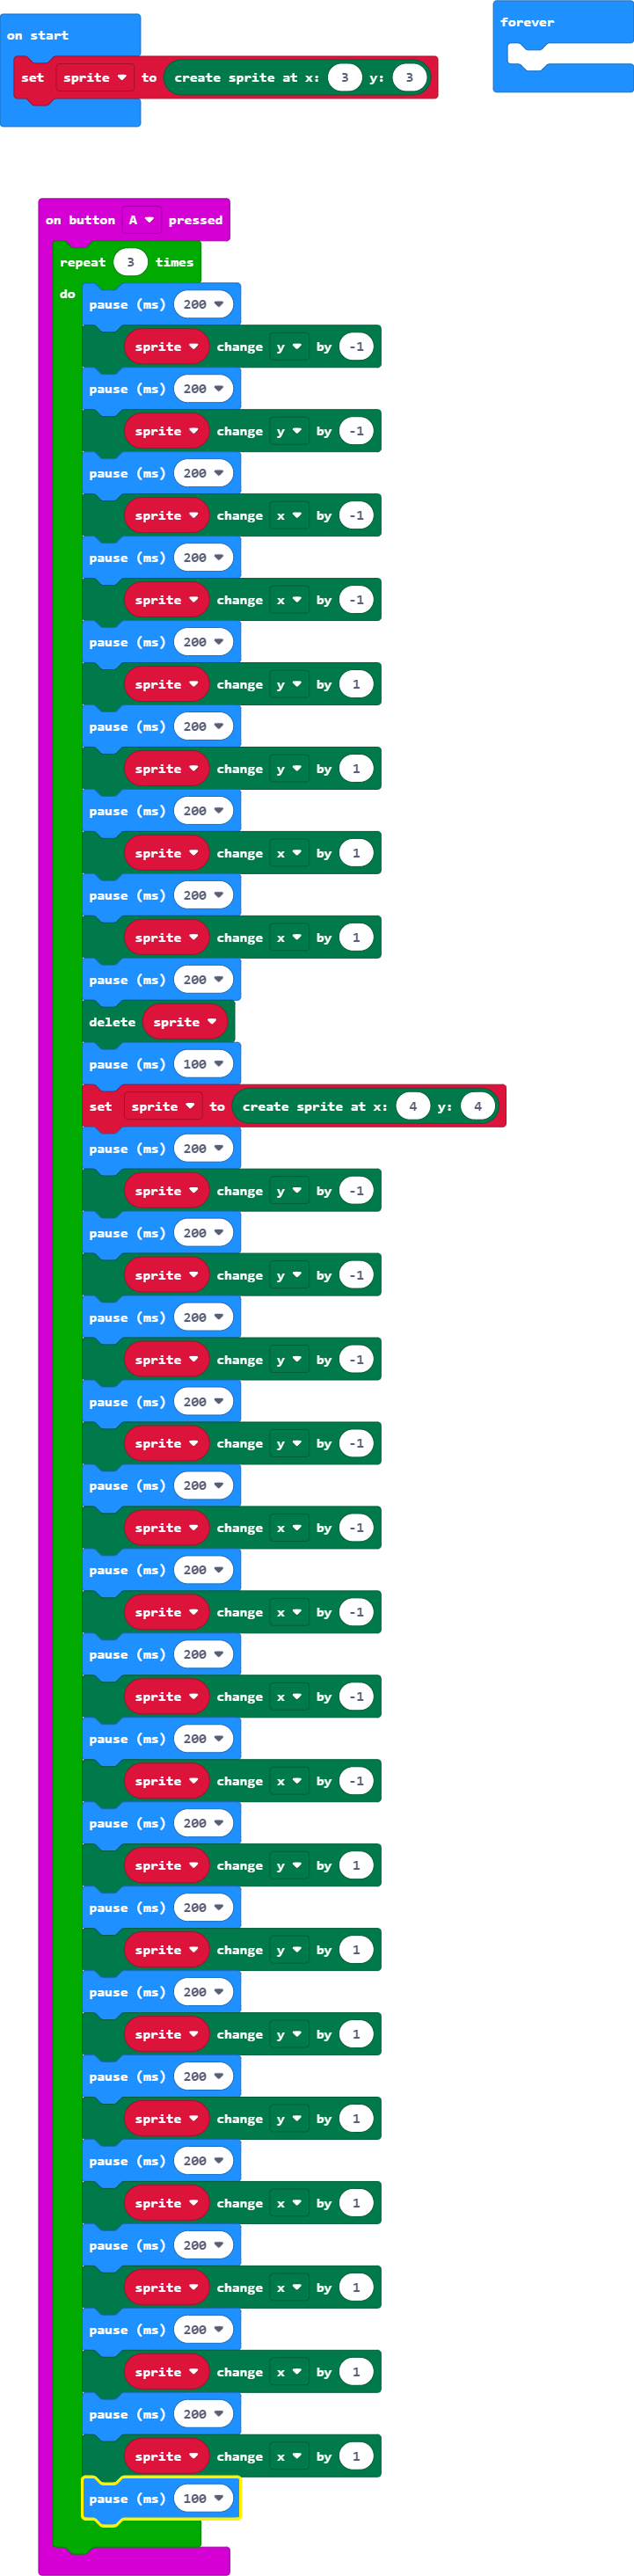 on start
forever
set sprite to create sprite at x: 3 y: 3
on button A pressed
repeat 3 times
do
pause (ms) 200
sprite change y by -1
pause (ms) 200
sprite change y by -1
pause (ms) 200
sprite change x by -1
pause (ms) 200
sprite change x by -1
pause (ms) 200
sprite change y by 1
pause (ms) 200
sprite change y by 1
pause (ms) 200
sprite change x by 1
pause (ms) 200
sprite change x by 1
pause (ms) 200
delete sprite
pause (ms) 100
set sprite to create sprite at x: 4 y: 4
pause (ms) 200
sprite change y by -1
pause (ms) 200
sprite change y by -1
pause (ms) 200
sprite change y by -1
pause (ms) 200
sprite change y by -1
pause (ms) 200
sprite change x by -1
pause (ms) 200
sprite change x by -1
pause (ms) 200
sprite change x by -1
pause (ms) 200
sprite change x by -1
pause (ms) 200
sprite change y by 1
pause (ms) 200
sprite change y by 1
pause (ms) 200
sprite change y by 1
pause (ms) 200
sprite change y by 1
pause (ms) 200
sprite change x by 1
pause (ms) 200
sprite change x by 1
pause (ms) 200
sprite change x by 1
pause (ms) 200
sprite change x by 1
pause (ms) 100